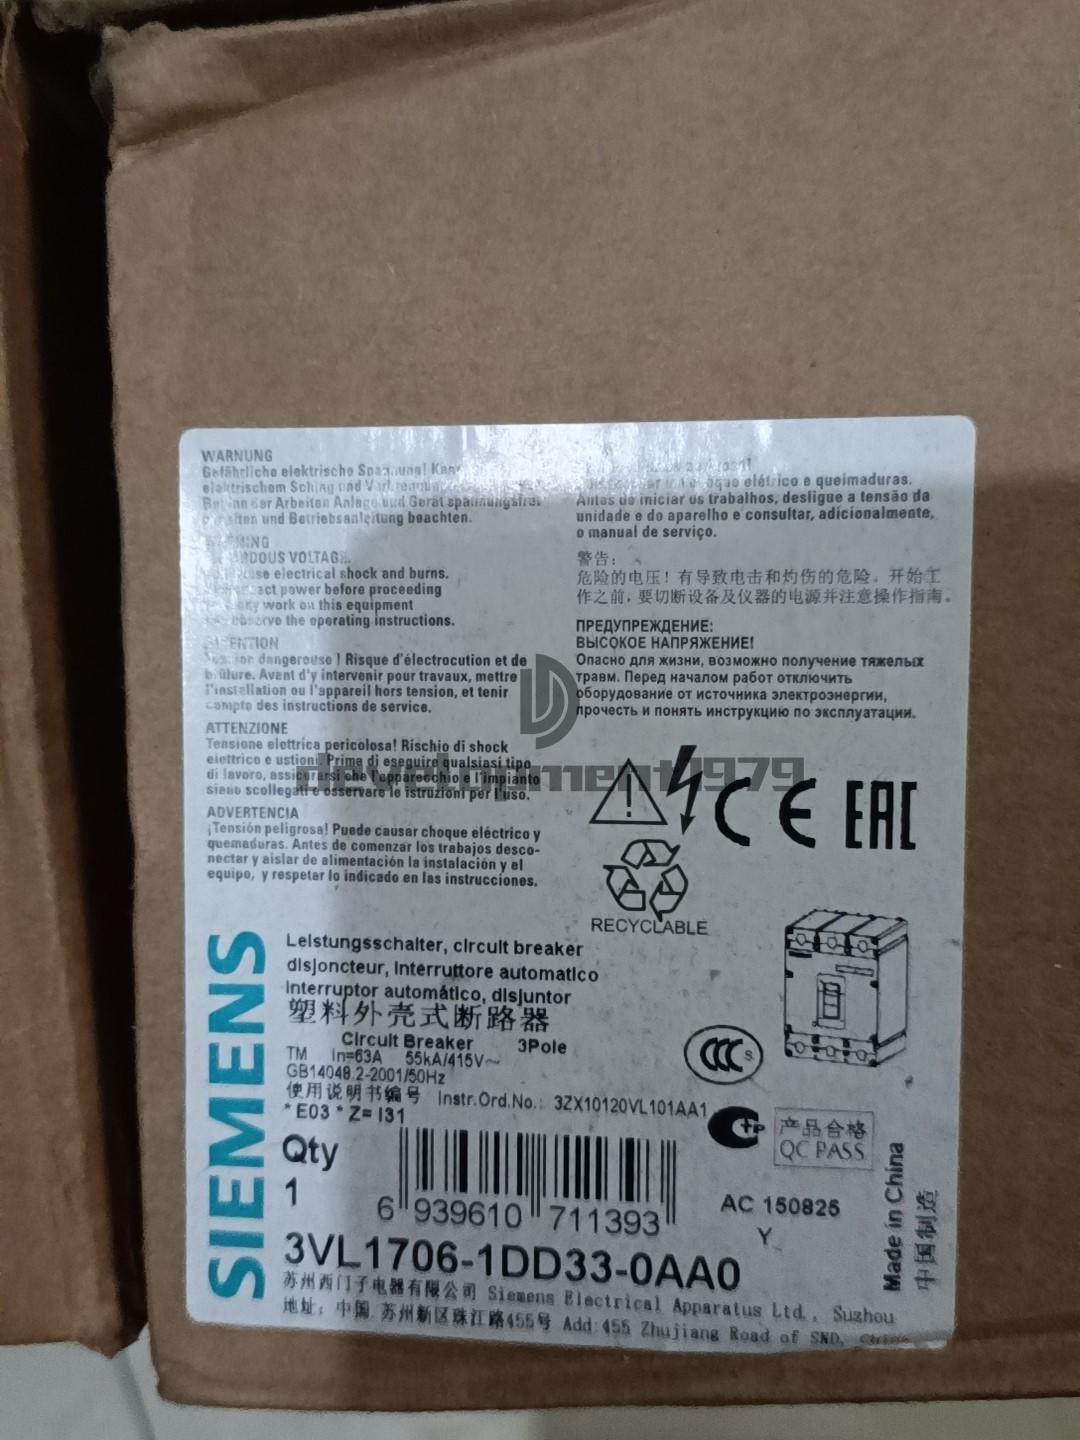 WARNUNG
Gefährliche elektrische Spannung!
elektrischem Schlag und
Beginn der Arbeiten Anlage und Gerät spannungsfrei
und Betriebsanleitung beachten.
WARNING
HAZARDOUS VOLTAGE.
cause electrical shock and burns.
power before proceeding
work on this equipment
observe the operating instructions.
ATTENTION
dangereuse ! Risque d'électrocution et de
brûlure. Avant d'y intervenir pour travaux, mettre
l'installation ou l'appareil hors tension, et tenir
compte des instructions de service.
ATTENZIONE
Tensione elettrica pericolosa! Rischio di shock
elettrico e ustioni. Prima di eseguire qualsiasi tipo
di lavoro, assicurarsi che l'apparecchio e l'impianto
siano scollegati e osservare le istruzioni per l'uso.
ADVERTENCIA
¡Tensión peligrosa! Puede causar choque eléctrico y
quemaduras. Antes de comenzar los trabajos desco-
nectar y aislar de alimentación la instalación y el
equipo, y respetar lo indicado en las instrucciones.
elétrico e queimaduras.
Antes de iniciar os trabalhos, desligue a tensão da
unidade e do aparelho e consultar, adicionalmente,
o manual de serviço.
警告：
危险的电压！有导致电击和灼伤的危险。开始工
作之前，要切断设备及仪器的电源并注意操作指南。
ПРЕДУПРЕЖДЕНИЕ:
ВЫСОКОЕ НАПРЯЖЕНИЕ!
Опасно для жизни, возможно получение тяжелых
травм. Перед началом работ отключить
оборудование от источника электроэнергии,
прочесть и понять инструкцию по эксплуатации.
development1979
CE EAC
RECYCLABLE
SIEMENS
Leistungsschalter, circuit breaker
disjoncteur, interruttore automatico
interruptor automático, disjuntor
塑料外壳式断路器
Circuit Breaker 3Pole
TM In=63A 55kA/415V~
GB14048.2-2001/50Hz
使用说明书编号 Instr.Ord.No.: 3ZX10120VL101AA1
* E03 * Z= I31
CCC S
产品合格
QC PASS
Qty
1
6 939610 711393
AC 150825
Y
Made in China
中国制造
3VL1706-1DD33-0AA0
苏州西门子电器有限公司 Siemens Electrical Apparatus Ltd., Suzhou
地址: 中国 苏州新区珠江路455号 Add:455 Zhujiang Road of SND, China